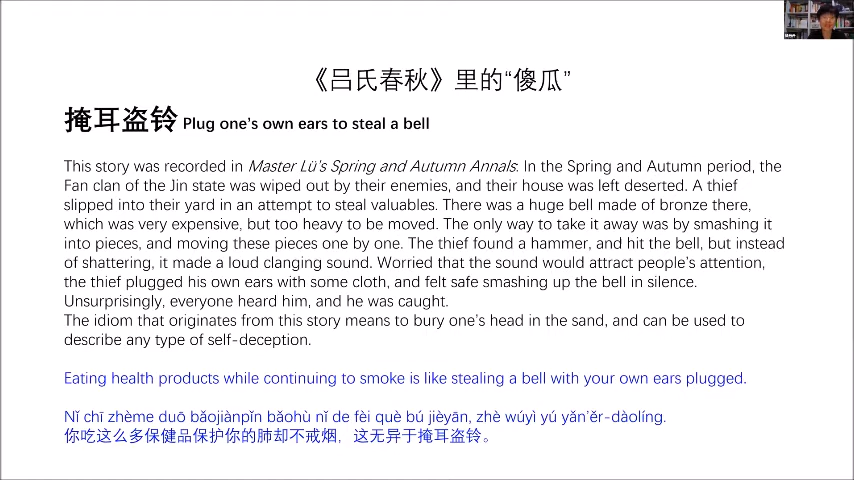 《吕氏春秋》里的“傻瓜”
掩耳盗铃 Plug one's own ears to steal a bell
This story was recorded in Master Lü's Spring and Autumn Annals. In the Spring and Autumn period, the
Fan clan of the Jin state was wiped out by their enemies, and their house was left deserted. A thief
slipped into their yard in an attempt to steal valuables. There was a huge bell made of bronze there,
which was very expensive, but too heavy to be moved. The only way to take it away was by smashing it
into pieces, and moving these pieces one by one. The thief found a hammer, and hit the bell, but instead
of shattering, it made a loud clanging sound. Worried that the sound would attract people's attention,
the thief plugged his own ears with some cloth, and felt safe smashing up the bell in silence.
Unsurprisingly, everyone heard him, and he was caught.
The idiom that originates from this story means to bury one's head in the sand, and can be used to
describe any type of self-deception.
Eating health products while continuing to smoke is like stealing a bell with your own ears plugged.
Nǐ chī zhème duō bǎojiànpǐn bǎohù nǐ de fèi què bú jièyān, zhè wúyì yú yǎn'ěr-dàolíng.
你吃这么多保健品保护你的肺却不戒烟，这无异于掩耳盗铃。